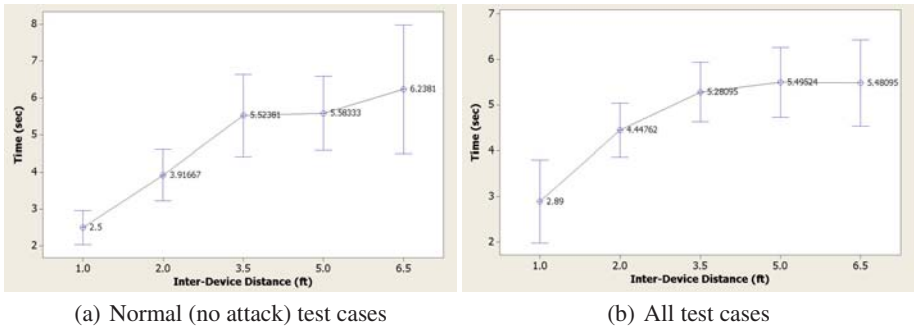 8
7
6
5
4
3
2
Time (sec)
2.5
3.91667
5.52381
5.58333
6.2381
1.0 2.0 3.5 5.0 6.5
Inter-Device Distance (ft)
(a) Normal (no attack) test cases
7
6
5
4
3
2
Time (sec)
2.89
4.44762
5.28095
5.49524
5.48095
1.0 2.0 3.5 5.0 6.5
Inter-Device Distance (ft)
(b) All test cases